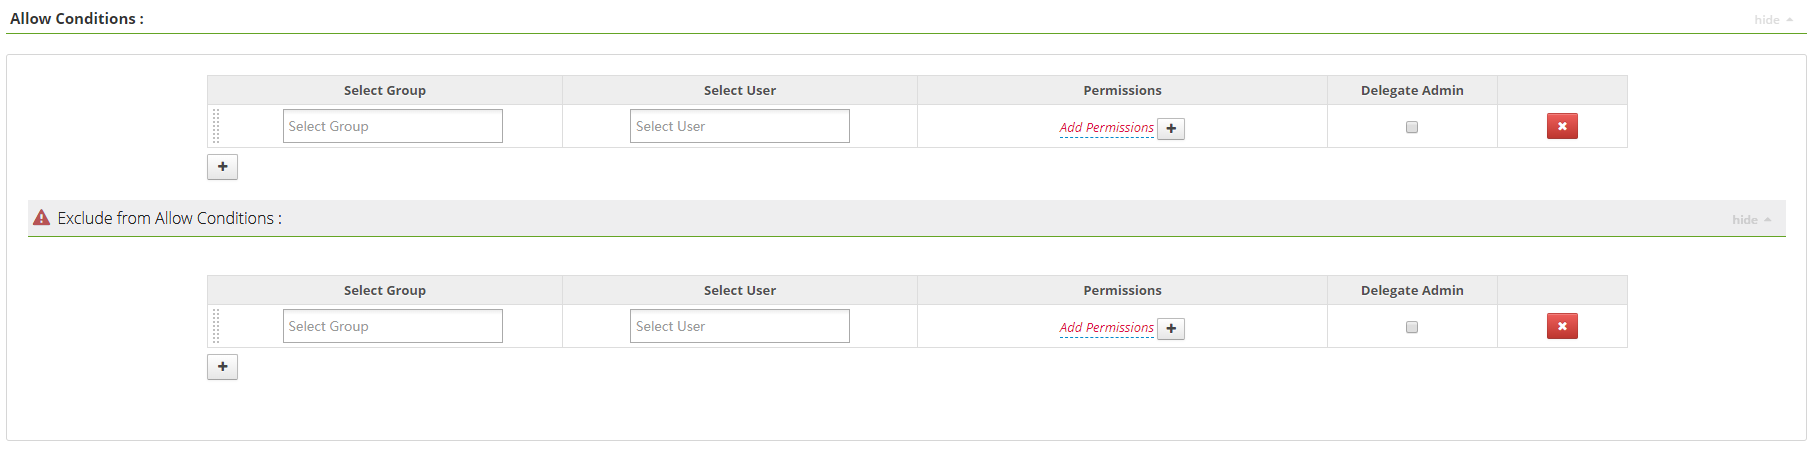 Allow Conditions :
hide
Select Group Select User Permissions Delegate Admin
Select Group Select User Add Permissions
Exclude from Allow Conditions :
hide
Select Group Select User Permissions Delegate Admin
Select Group Select User Add Permissions